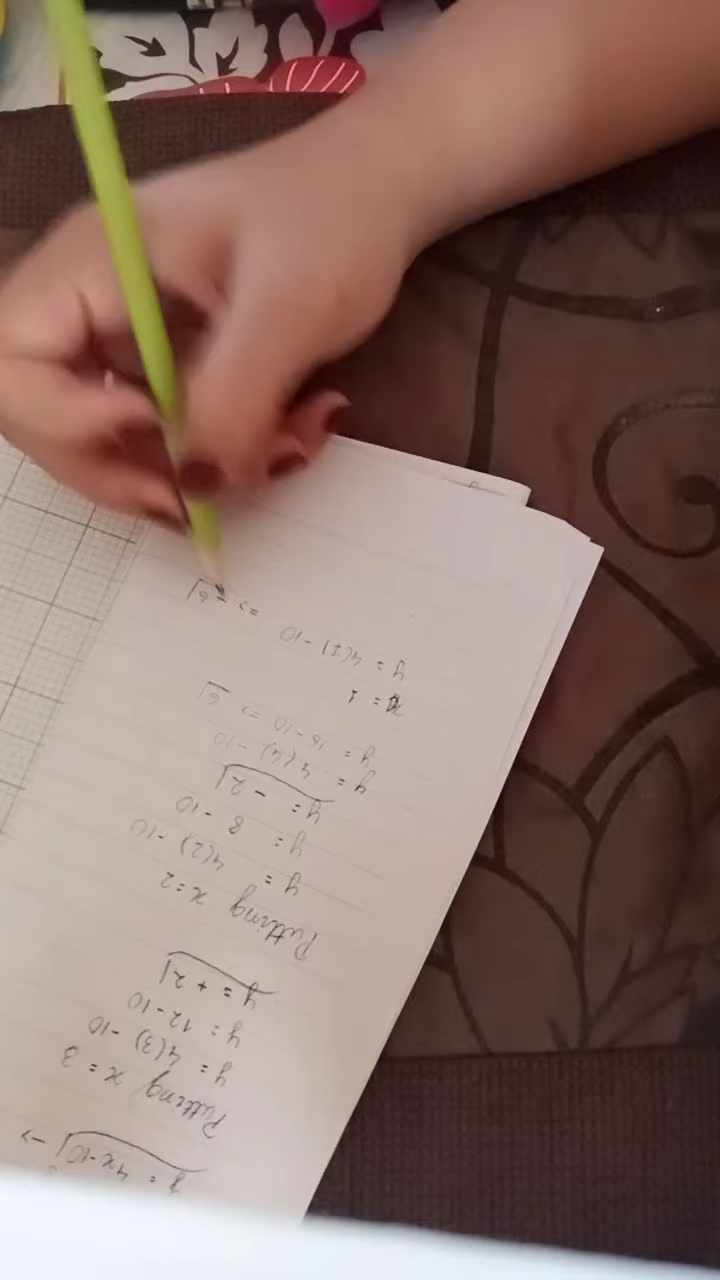 y = 4x-10 →
Putting x = 3
y = 4(3) -10
y = 12-10
y = +2
Putting x=2
y = 4(2) -10
y = 8 -10
y = -2
y = 4(4) -10
y = 16-10 => 6
x = 1
y = 4(1) -10
=> -6